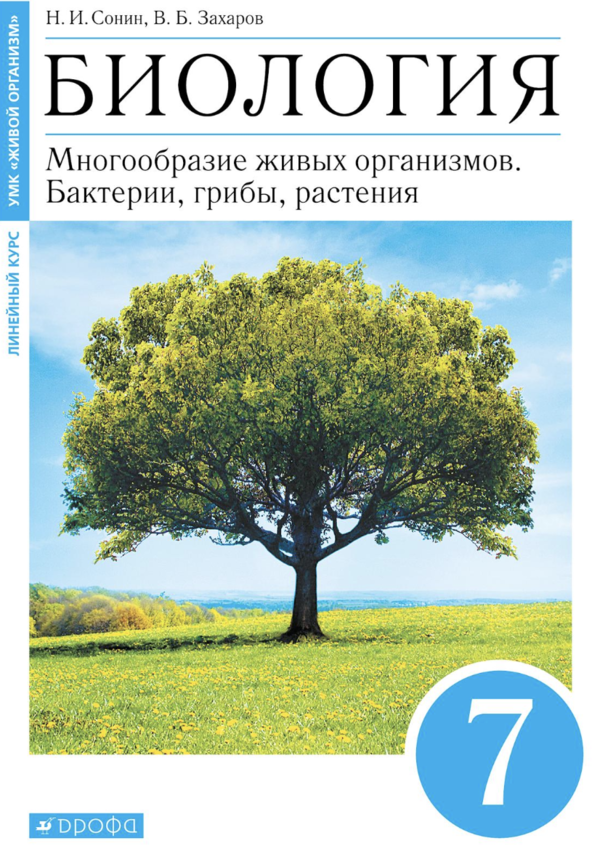 Н. И. Сонин, В. Б. Захаров
БИОЛОГИЯ
Многообразие живых организмов.
Бактерии, грибы, растения
УМК «ЖИВОЙ ОРГАНИЗМ»
ЛИНЕЙНЫЙ КУРС
7
дрофа